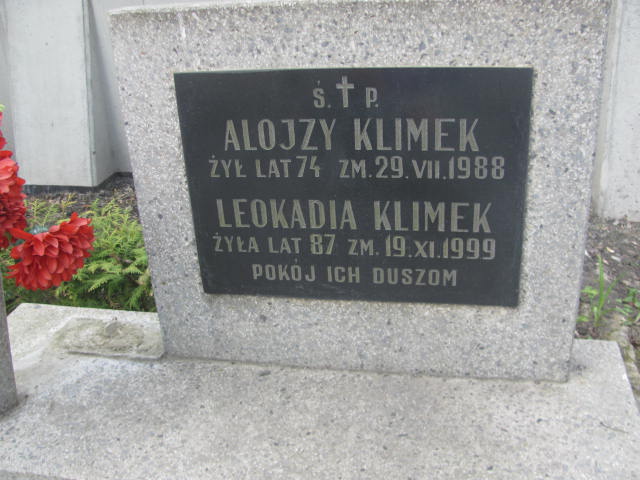 Ś. ✝ P.
ALOJZY KLIMEK
ŻYŁ LAT 74 ZM. 29. VII. 1988
LEOKADIA KLIMEK
ŻYŁA LAT 87 ZM. 19. XI. 1999
POKÓJ ICH DUSZOM